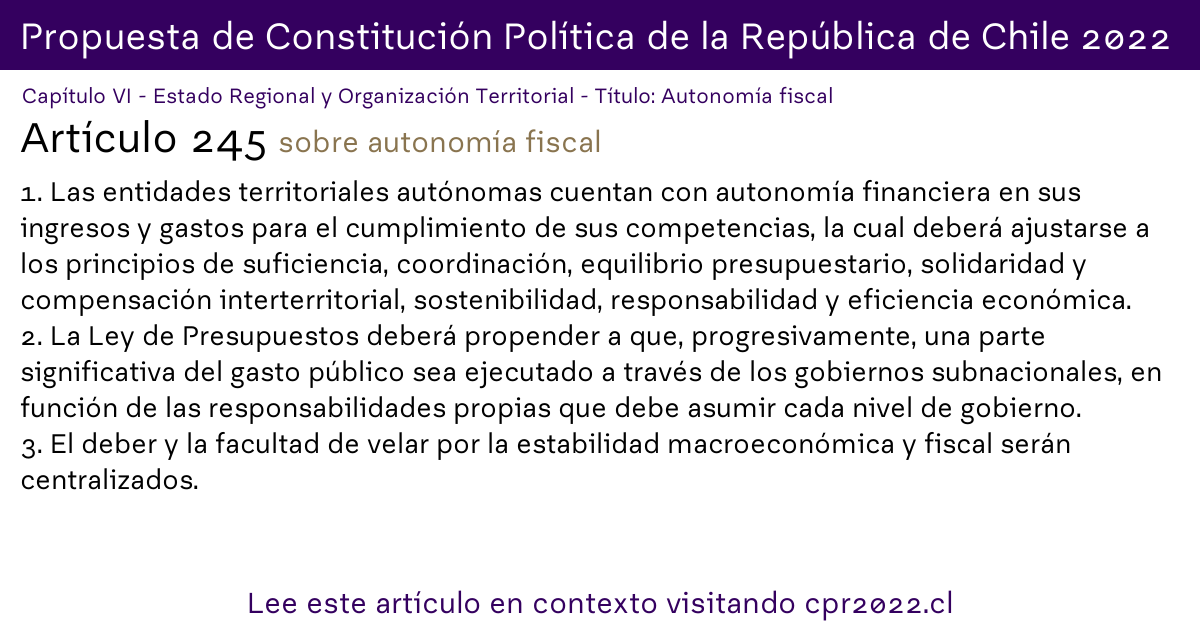 Propuesta de Constitución Política de la República de Chile 2022
Capítulo VI - Estado Regional y Organización Territorial - Título: Autonomía fiscal
Artículo 245 sobre autonomía fiscal
1. Las entidades territoriales autónomas cuentan con autonomía financiera en sus
ingresos y gastos para el cumplimiento de sus competencias, la cual deberá ajustarse a
los principios de suficiencia, coordinación, equilibrio presupuestario, solidaridad y
compensación interterritorial, sostenibilidad, responsabilidad y eficiencia económica.
2. La Ley de Presupuestos deberá propender a que, progresivamente, una parte
significativa del gasto público sea ejecutado a través de los gobiernos subnacionales, en
función de las responsabilidades propias que debe asumir cada nivel de gobierno.
3. El deber y la facultad de velar por la estabilidad macroeconómica y fiscal serán
centralizados.
Lee este artículo en contexto visitando cpr2022.cl